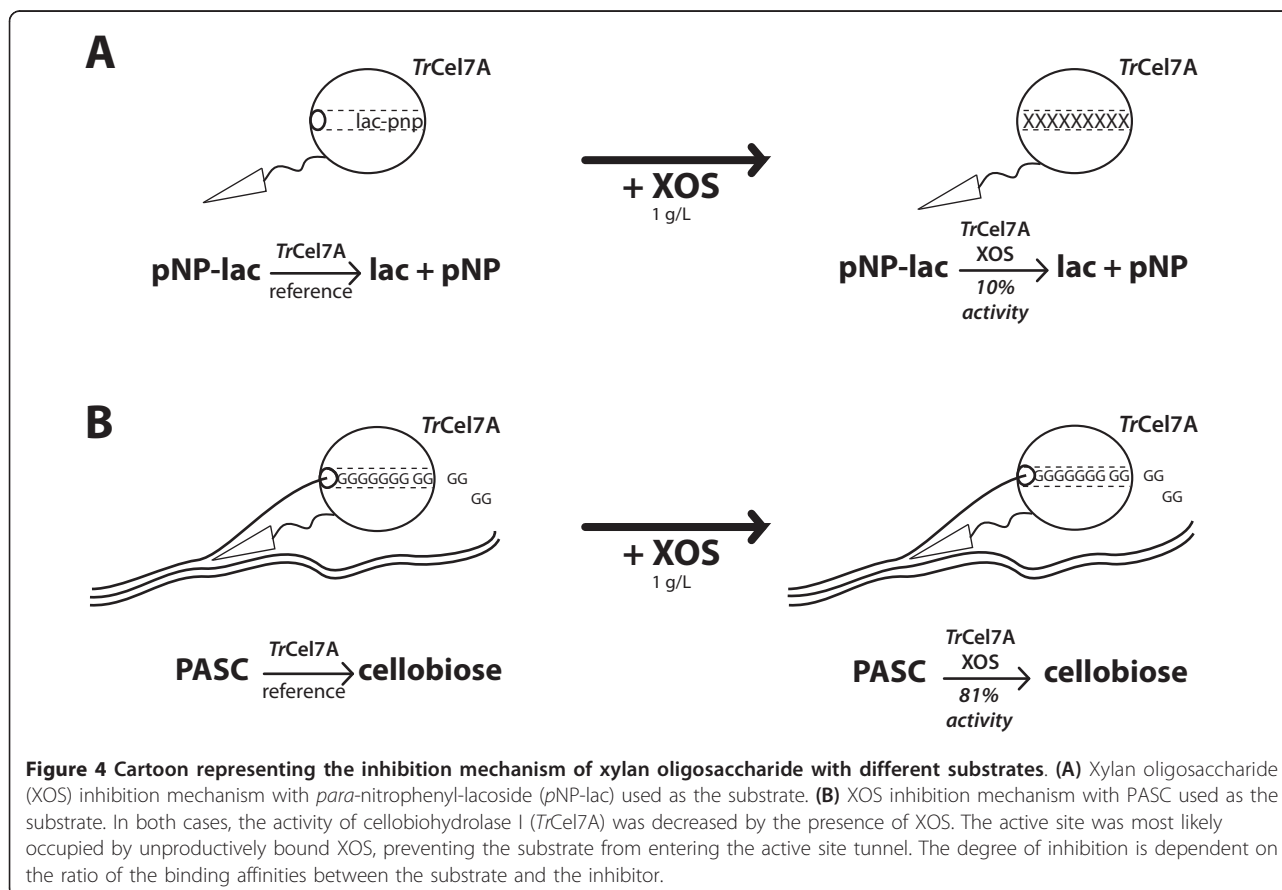 A
TrCel7A
lac-pnp
+ XOS
1 g/L
TrCel7A
XXXXXXXXX
pNP-lac TrCel7A reference lac + pNP
pNP-lac TrCel7A XOS 10% activity lac + pNP
B
TrCel7A
GGGGGGG GG GG
GG
+ XOS
1 g/L
TrCel7A
GGGGGGG GG GG
GG
PASC TrCel7A reference cellobiose
PASC TrCel7A XOS 81% activity cellobiose
Figure 4 Cartoon representing the inhibition mechanism of xylan oligosaccharide with different substrates. (A) Xylan oligosaccharide
(XOS) inhibition mechanism with para-nitrophenyl-lacoside (pNP-lac) used as the substrate. (B) XOS inhibition mechanism with PASC used as the
substrate. In both cases, the activity of cellobiohydrolase I (TrCel7A) was decreased by the presence of XOS. The active site was most likely
occupied by unproductively bound XOS, preventing the substrate from entering the active site tunnel. The degree of inhibition is dependent on
the ratio of the binding affinities between the substrate and the inhibitor.